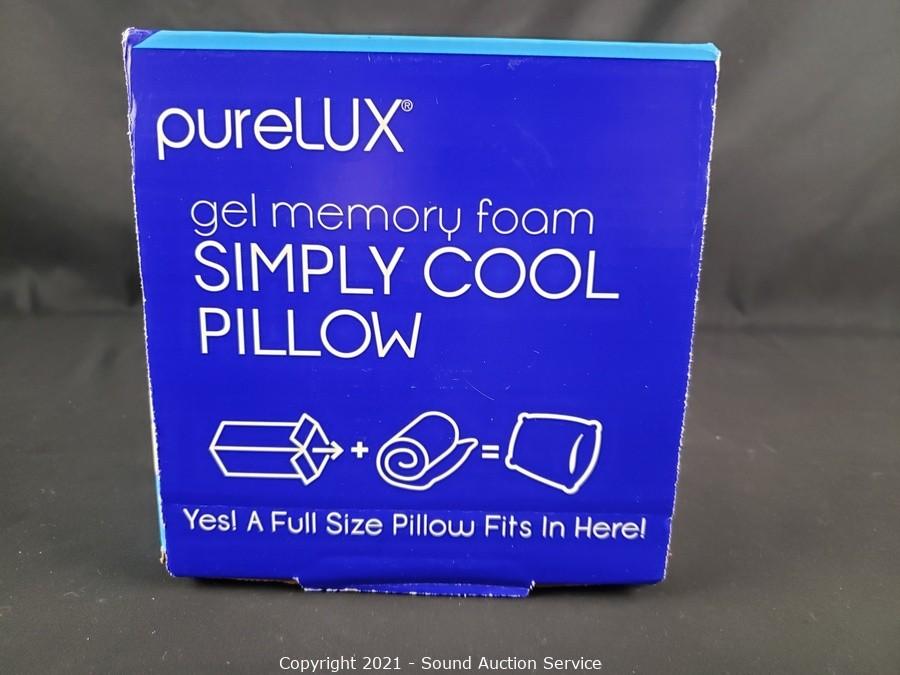 pureLUX®
gel memory foam
SIMPLY COOL
PILLOW
+ =
Yes! A Full Size Pillow Fits In Here!
Copyright 2021 - Sound Auction Service